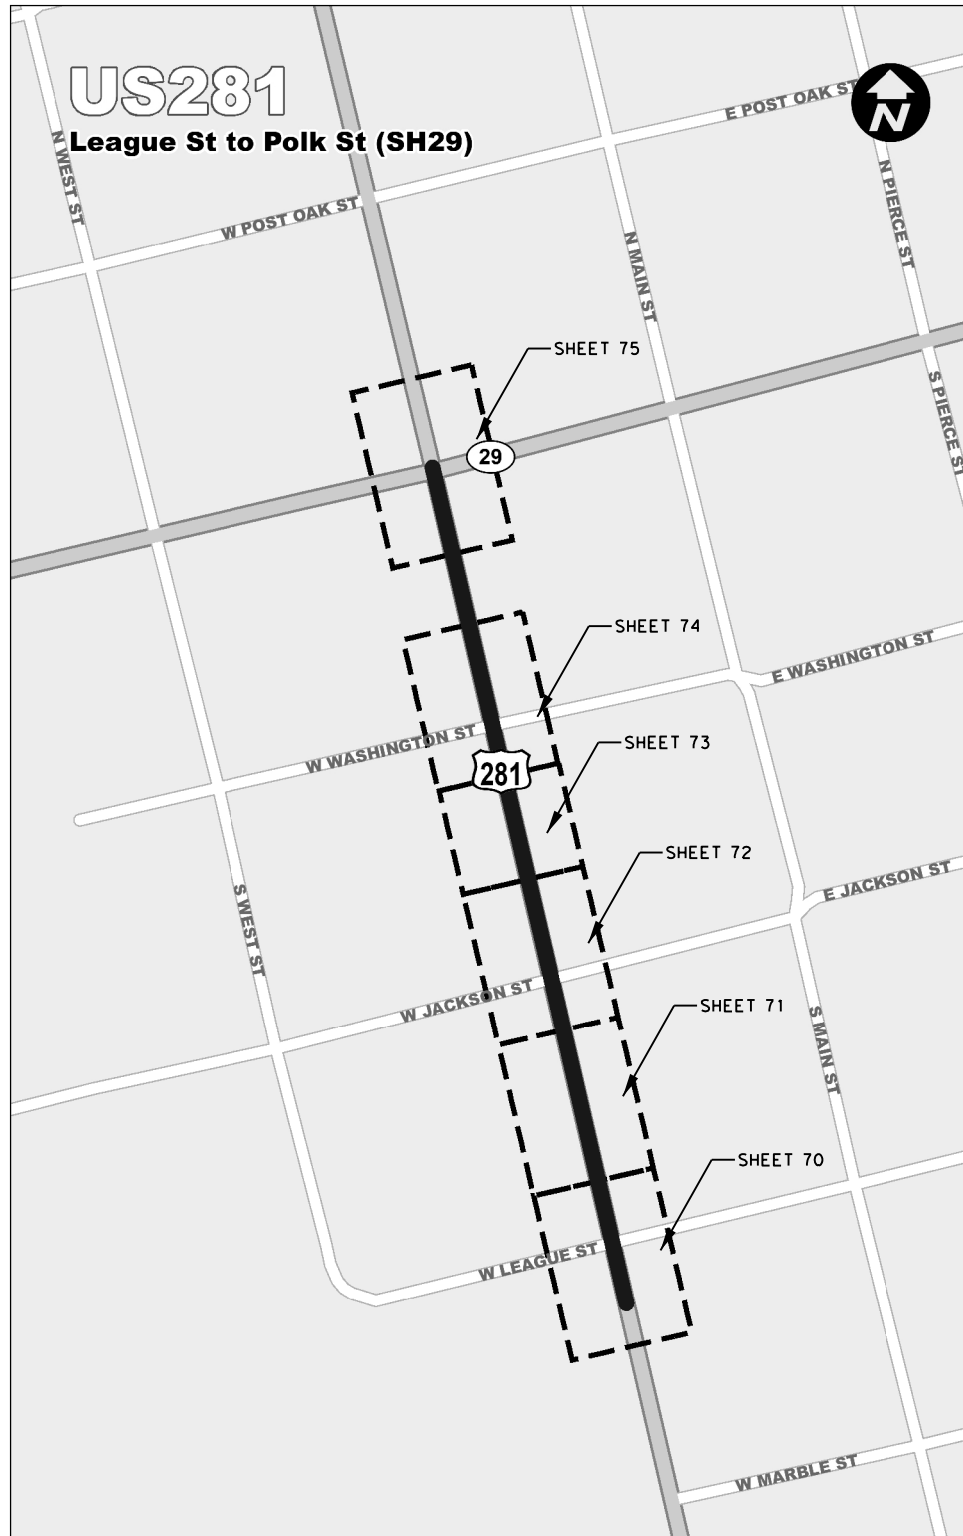 US281
League St to Polk St (SH29)
N
E POST OAK ST
N WEST ST
W POST OAK ST
N PIERCE ST
N MAIN ST
SHEET 75
S PIERCE ST
29
SHEET 74
E WASHINGTON ST
W WASHINGTON ST
SHEET 73
281
SHEET 72
E JACKSON ST
S WEST ST
W JACKSON ST
SHEET 71
S MAIN ST
SHEET 70
W LEAGUE ST
W MARBLE ST